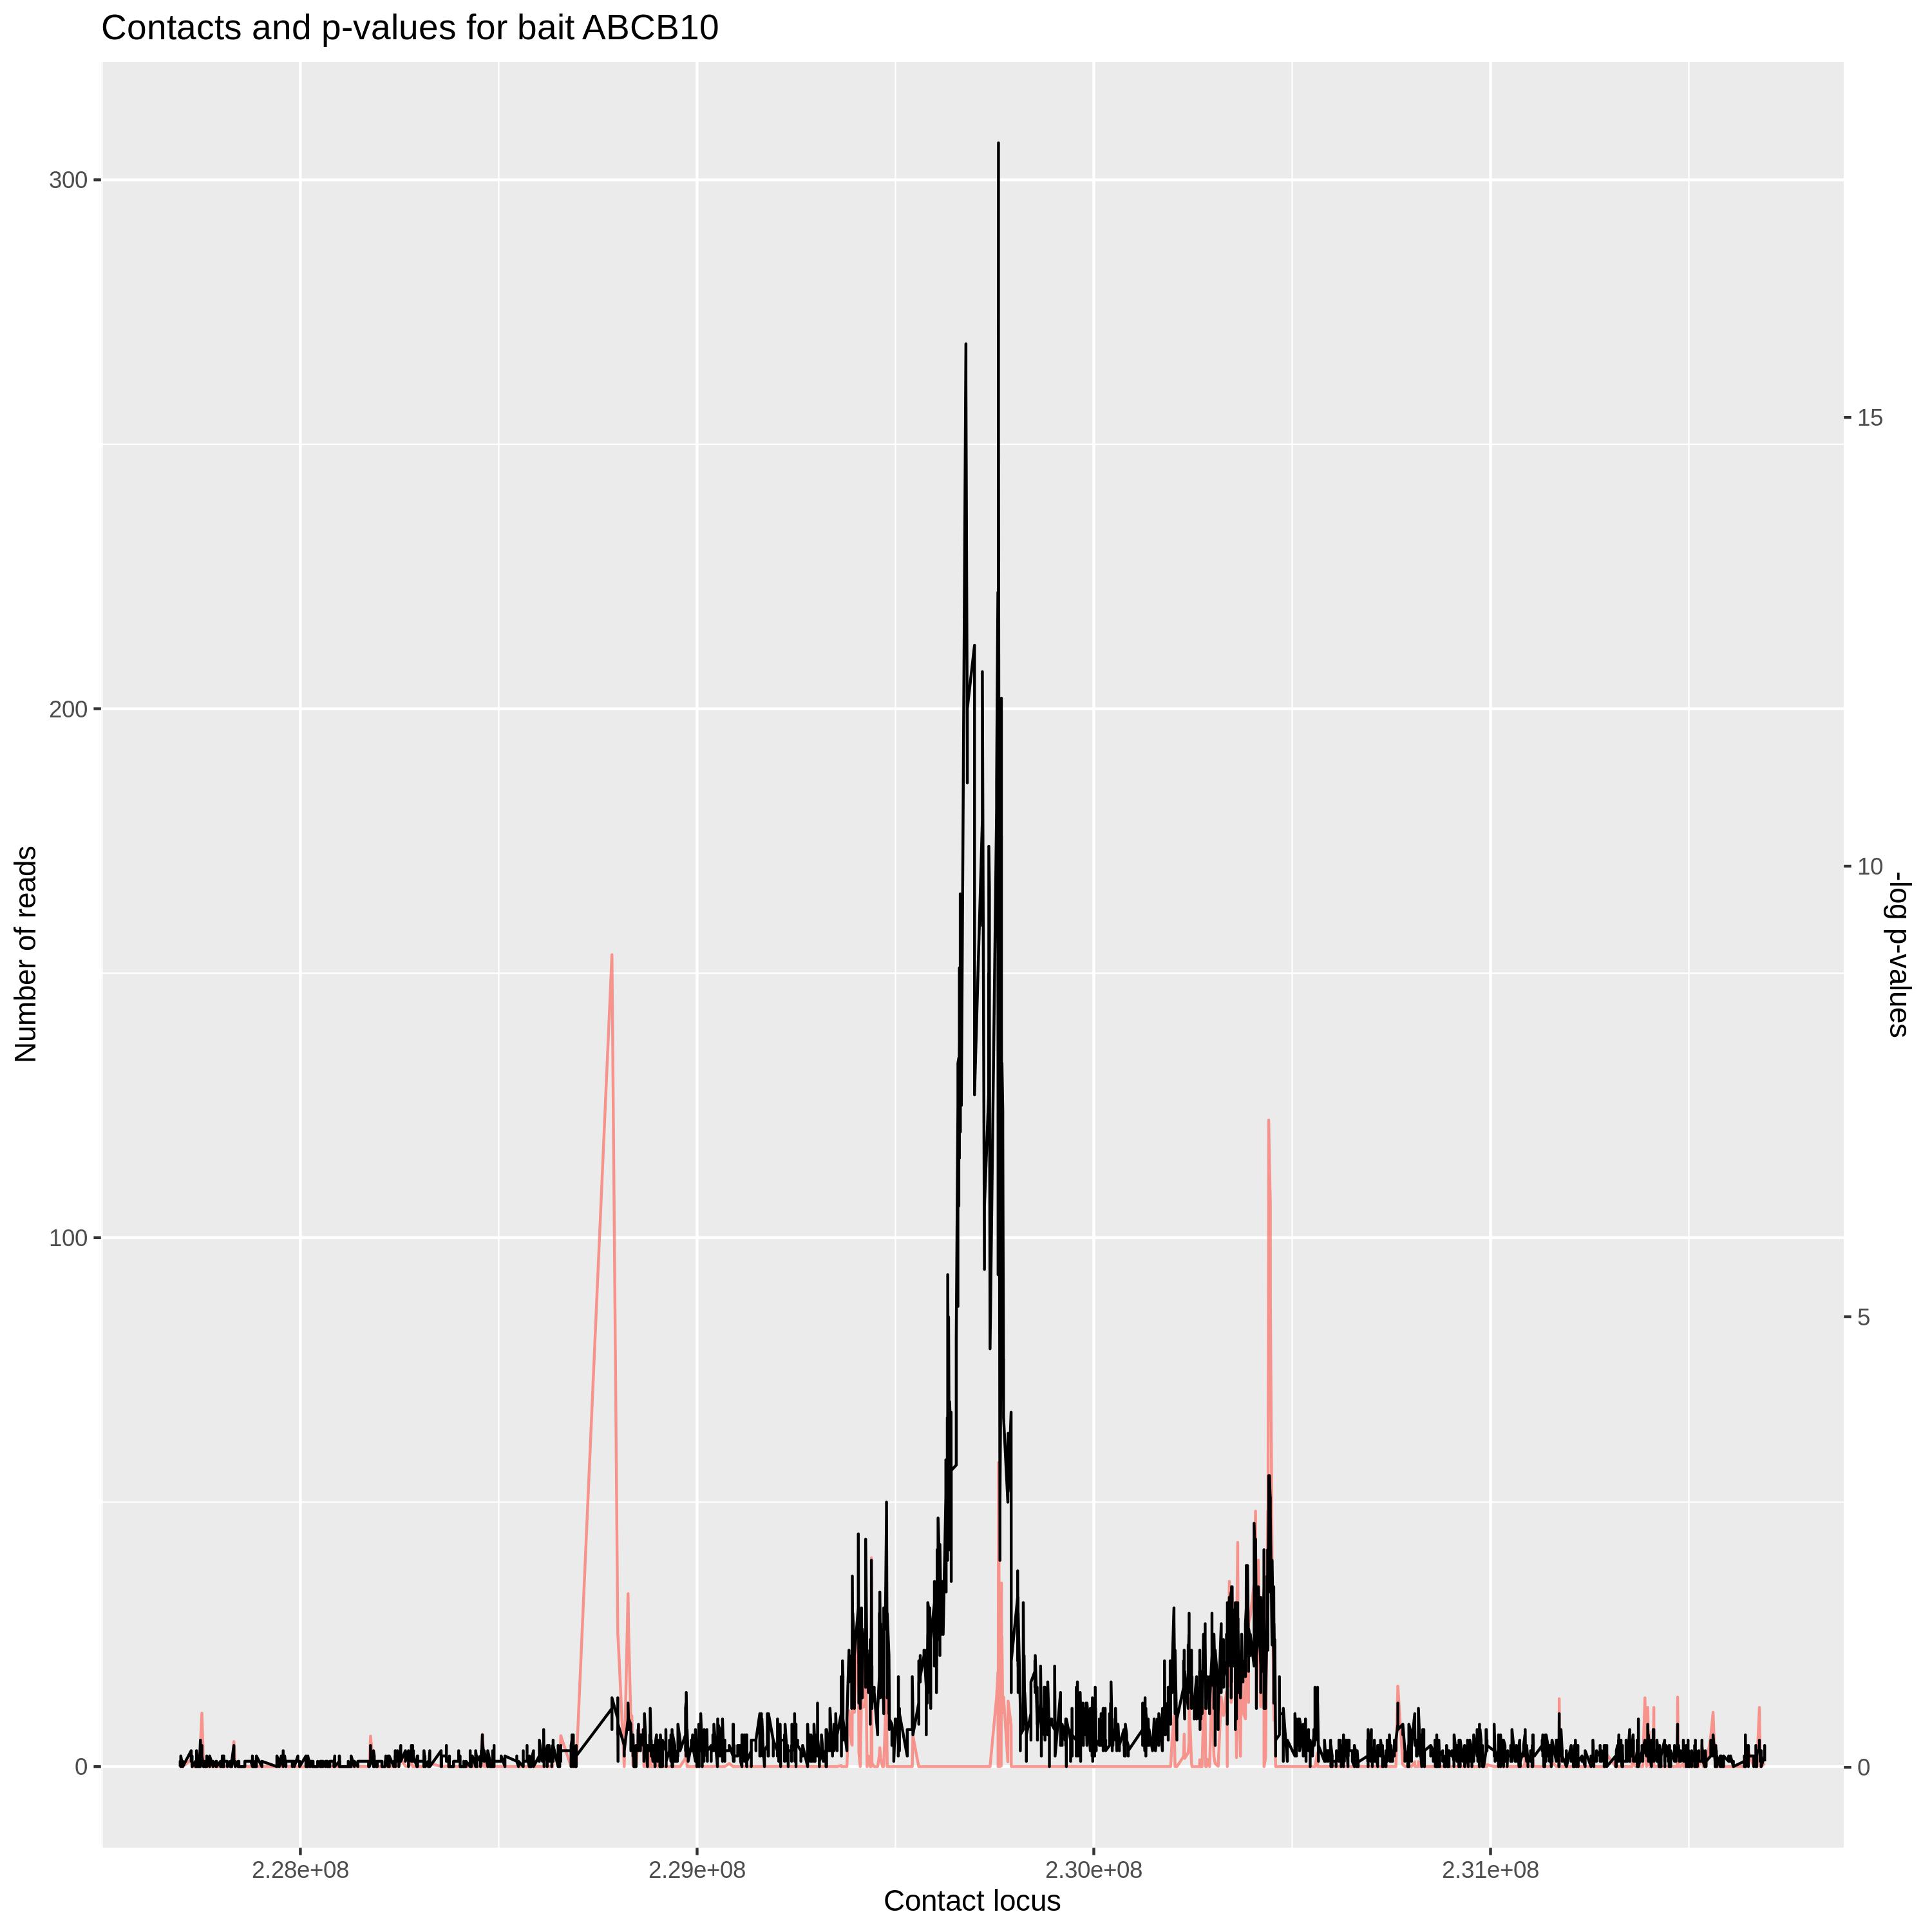 Contacts and p-values for bait ABCB10
300
200
100
0
Number of reads
15
10
5
0
-log p-values
2.28e+08
2.29e+08
2.30e+08
2.31e+08
Contact locus